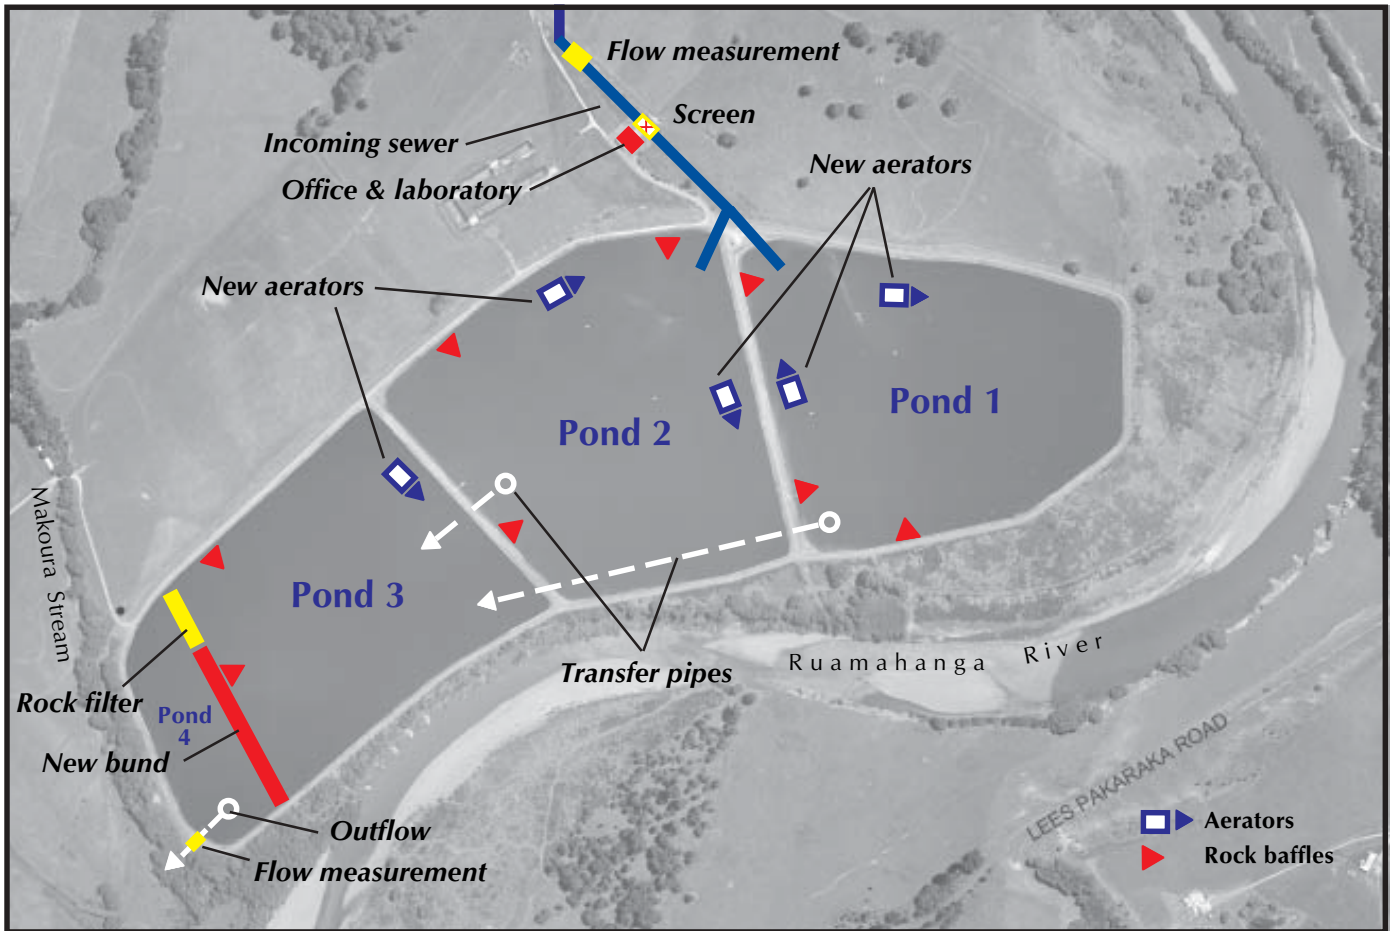 Flow measurement
Screen
Incoming sewer
Office & laboratory
New aerators
New aerators
Pond 1
Pond 2
Pond 3
Makoura Stream
Transfer pipes
Ruamahanga River
Rock filter
Pond
4
New bund
LEES PAKARAKA ROAD
Outflow
Flow measurement
Aerators
Rock baffles